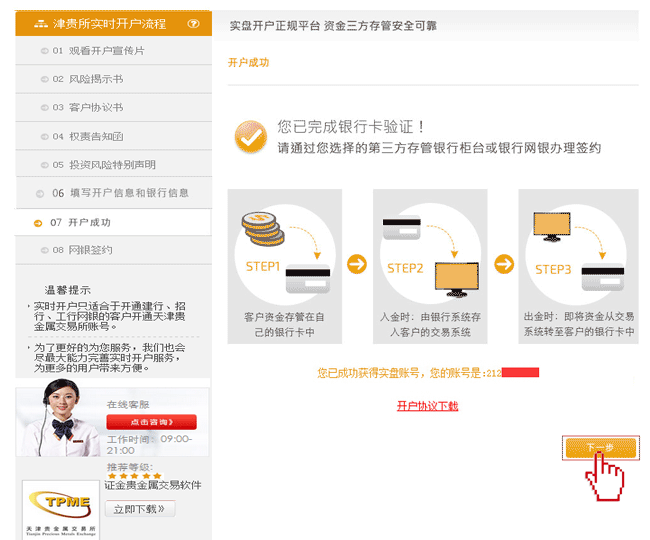 津贵所实时开户流程
01 观看开户宣传片
02 风险揭示书
03 客户协议书
04 权责告知函
05 投资风险特别声明
06 填写开户信息和银行信息
07 开户成功
08 网银签约
温馨提示
实时开户只适合于开通建行、招
行、工行网银的客户开通天津贵
金属交易所账号。
为了更好的为您服务，我们也会
尽最大能力完善实时开户服务，
为更多的用户带来方便。
在线客服
点击咨询》
工作时间：09:00-
21:00
推荐等级:
证金贵金属交易软件
立即下载》
TPME
天津贵金属交易所
Tianjin Precious Metals Exchange
实盘开户正规平台 资金三方存管安全可靠
开户成功
您已完成银行卡验证！
请通过您选择的第三方存管银行柜台或银行网银办理签约
STEP1
客户资金存管在自
己的银行卡中
STEP2
入金时：由银行系统存
入客户的交易系统
STEP3
出金时：即将资金从交易
系统转至客户的银行卡中
您已成功获得实盘账号，您的账号是:212
开户协议下载
下一步